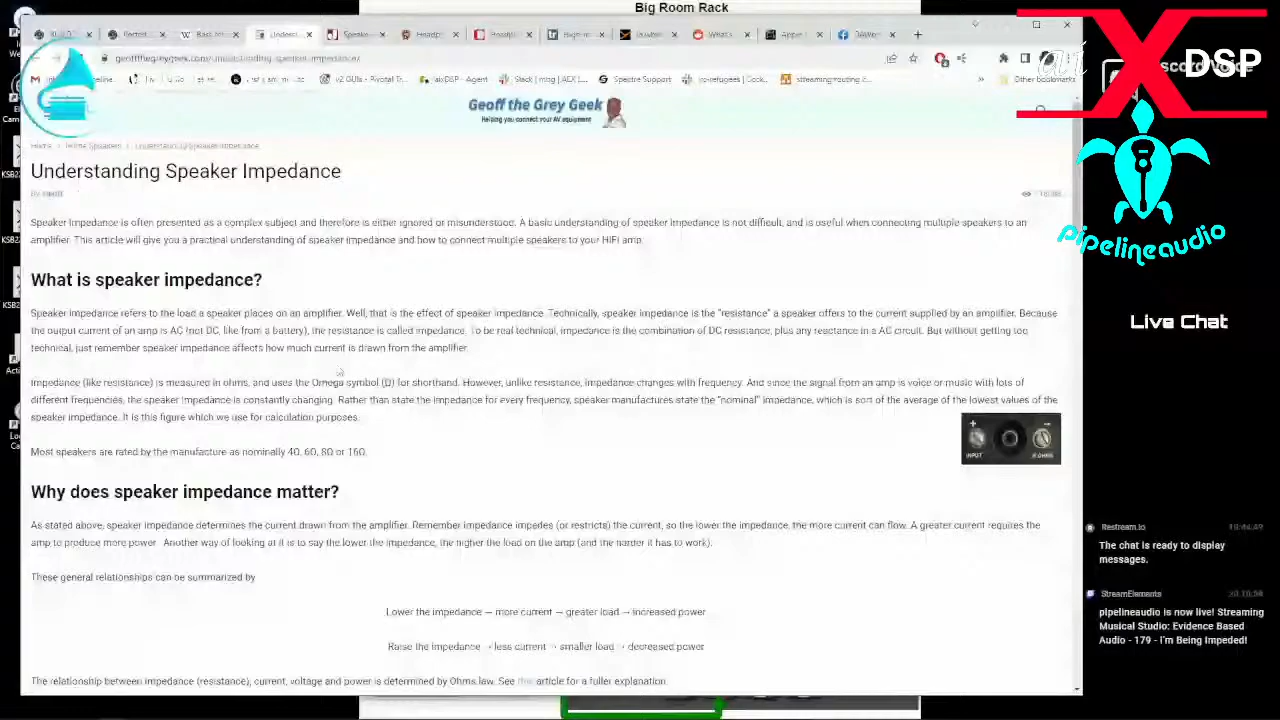 Big Room Rack
geoffthegreygeek.com/understanding-speaker-impedance/
Spectre Support
Other bookmarks
Geoff the Grey Geek
Helping you connect your AV equipment
Understanding Speaker Impedance
Speaker impedance is often presented as a complex subject and therefore is either ignored or misunderstood. A basic understanding of speaker impedance is not difficult, and is useful when connecting multiple speakers to an
amplifier. This article will give you a practical understanding of speaker impedance and how to connect multiple speakers to your HiFi amp.
What is speaker impedance?
Speaker impedance refers to the load a speaker places on an amplifier. Well, that is the effect of speaker impedance. Technically, speaker impedance is the "resistance" a speaker offers to the current supplied by an amplifier. Because
the output current of an amp is AC (not DC, like from a battery), the resistance is called impedance. To be real technical, impedance is the combination of DC resistance, plus any reactance in a AC circuit. But without getting too
technical, just remember speaker impedance affects how much current is drawn from the amplifier.
Impedance (like resistance) is measured in ohms, and uses the Omega symbol (Ω) for shorthand. However, unlike resistance, impedance changes with frequency. And since the signal from an amp is voice or music with lots of
different frequencies, the speaker impedance is constantly changing. Rather than state the impedance for every frequency, speaker manufactures state the "nominal" impedance, which is sort of the average of the lowest values of the
speaker impedance. It is this figure which we use for calculation purposes.
Most speakers are rated by the manufacture as nominally 4Ω, 6Ω, 8Ω or 16Ω.
+ –
INPUT 8 OHMS
Why does speaker impedance matter?
As stated above, speaker impedance determines the current drawn from the amplifier. Remember impedance impedes (or restricts) the current, so the lower the impedance, the more current can flow. A greater current requires the
amp to produce more power. Another way of looking at it is to say the lower the impedance, the higher the load on the amp (and the harder it has to work).
These general relationships can be summarized by
Lower the impedance → more current → greater load → increased power
Raise the impedance → less current → smaller load → decreased power
The relationship between impedance (resistance), current, voltage and power is determined by Ohms law. See this article for a fuller explanation.
ai X DSP
pipelineaudio
Live Chat
Restream.io
The chat is ready to display
messages.
StreamElements
pipelineaudio is now live! Streaming
Musical Studio: Evidence Based
Audio - 179 - I'm Being Impeded!